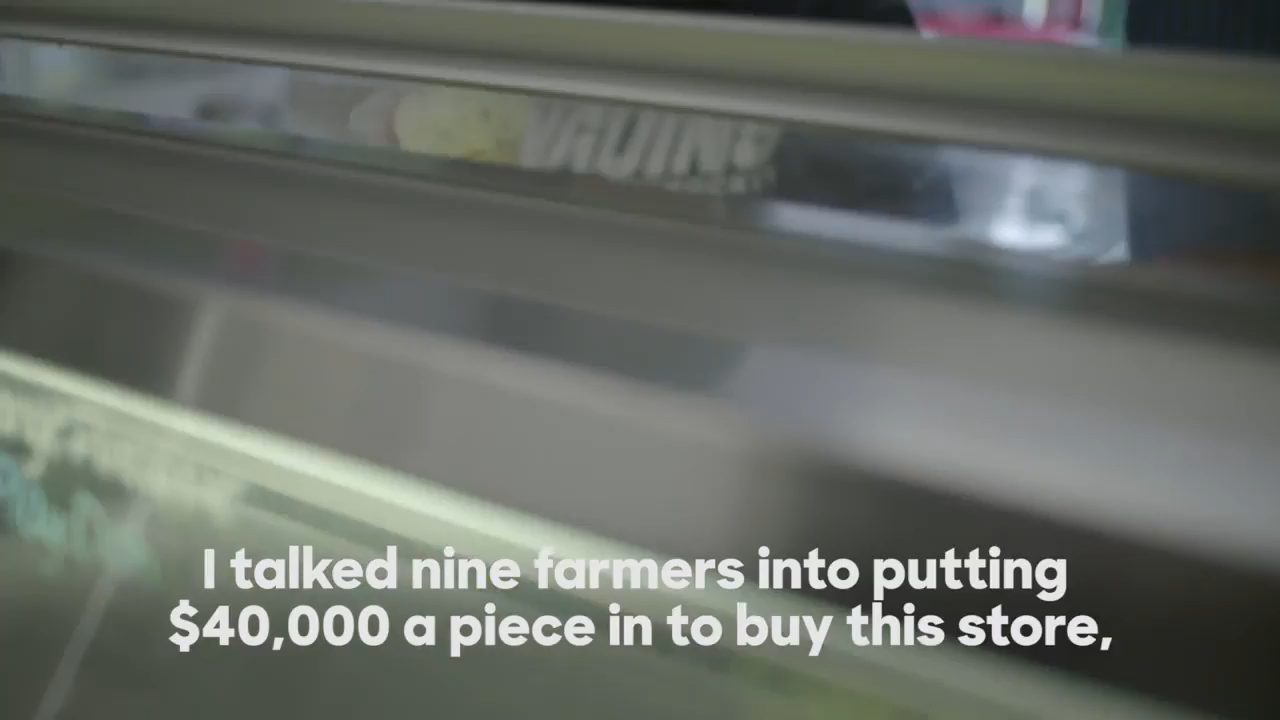 I talked nine farmers into putting
$40,000 a piece in to buy this store,